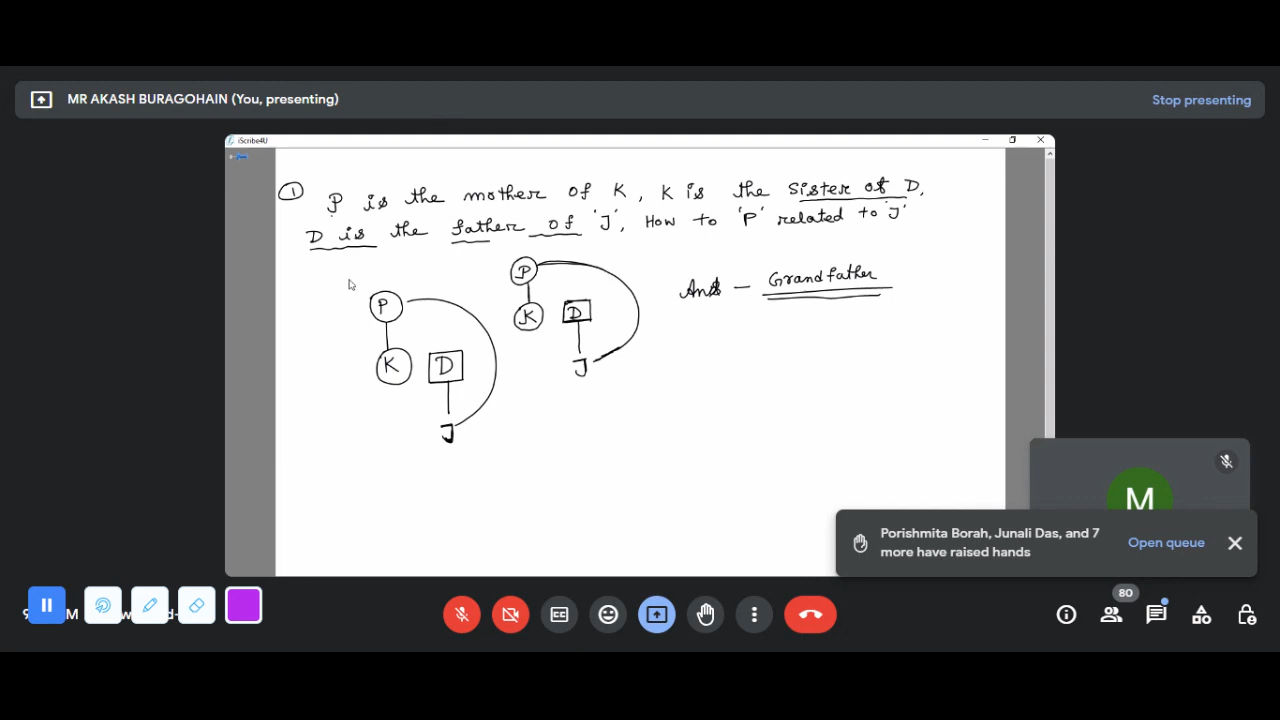 MR AKASH BURAGOHAIN (You, presenting)
Stop presenting
iScribe4U
① P is the mother of K, K is the Sister of D.
D is the father of 'J', How to 'P' related to 'J'
P
K D
J
P
K D
J
Ans - Grandfather
M
Porishmita Borah, Junali Das, and 7
more have raised hands
Open queue
80